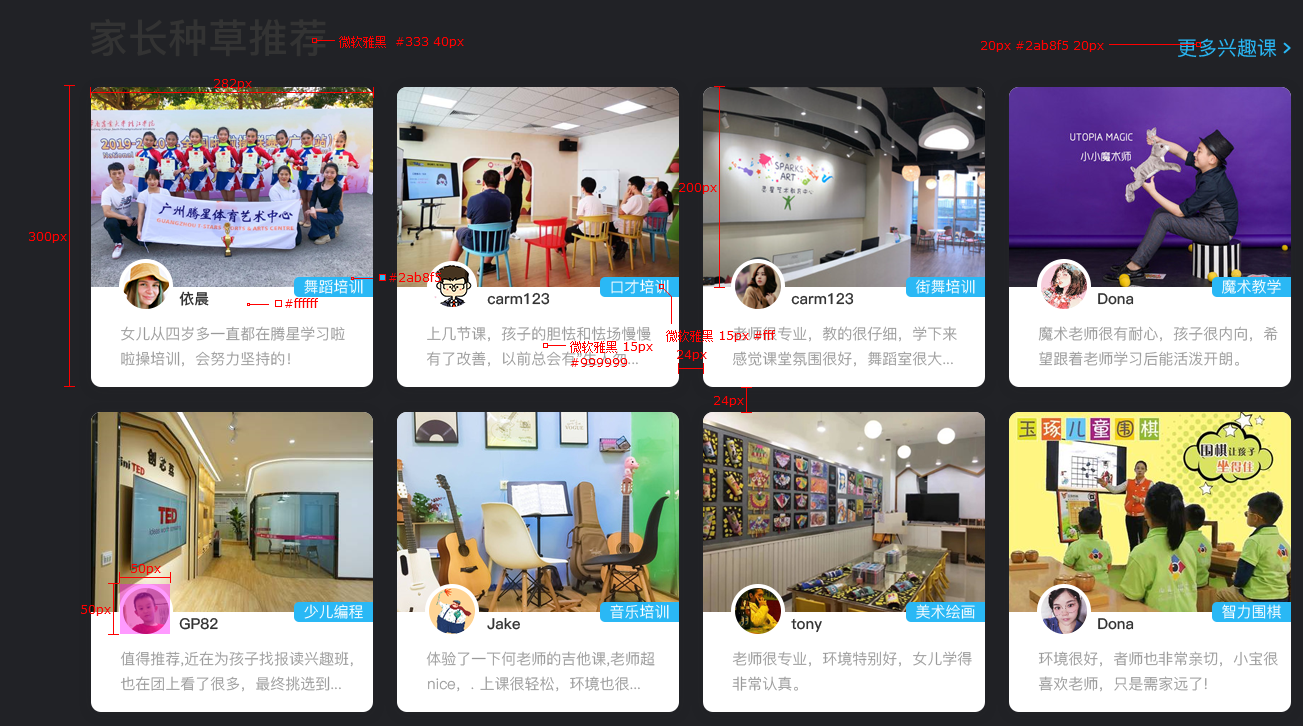 家长种草推荐
微软雅黑 #333 40px
20px #2ab8f5 20px
更多兴趣课 >
282px
300px
2019-2020
广州腾星体育艺术中心
GUANGZHOU T STARS SPORTS & ARTS CENTRE
SPARKS
ART
UTOPIA MAGIC
小小魔术师
200px
#2ab8f5
舞蹈培训
口才培训
街舞培训
魔术教学
依晨
#ffffff
carm123
carm123
Dona
女儿从四岁多一直都在腾星学习啦
啦操培训，会努力坚持的!
上几节课，孩子的胆怯和怯场慢慢
有了改善，以前总会有
微软雅黑 15px
#999999
微软雅黑 15px #fff
24px
老师很专业，教的很仔细，学下来
感觉课堂氛围很好，舞蹈室很大...
魔术老师很有耐心，孩子很内向，希
望跟着老师学习后能活泼开朗。
24px
创芯荟
miniTED
TED
Ideas worth spreading
VOGUE
玉琢儿童围棋
围棋让孩子
坐得住
50px
50px
少儿编程
音乐培训
美术绘画
智力围棋
GP82
Jake
tony
Dona
值得推荐,近在为孩子找报读兴趣班,
也在团上看了很多，最终挑选到...
体验了一下何老师的吉他课,老师超
nice，. 上课很轻松，环境也很...
老师很专业，环境特别好，女儿学得
非常认真。
环境很好，者师也非常亲切，小宝很
喜欢老师，只是需家远了!